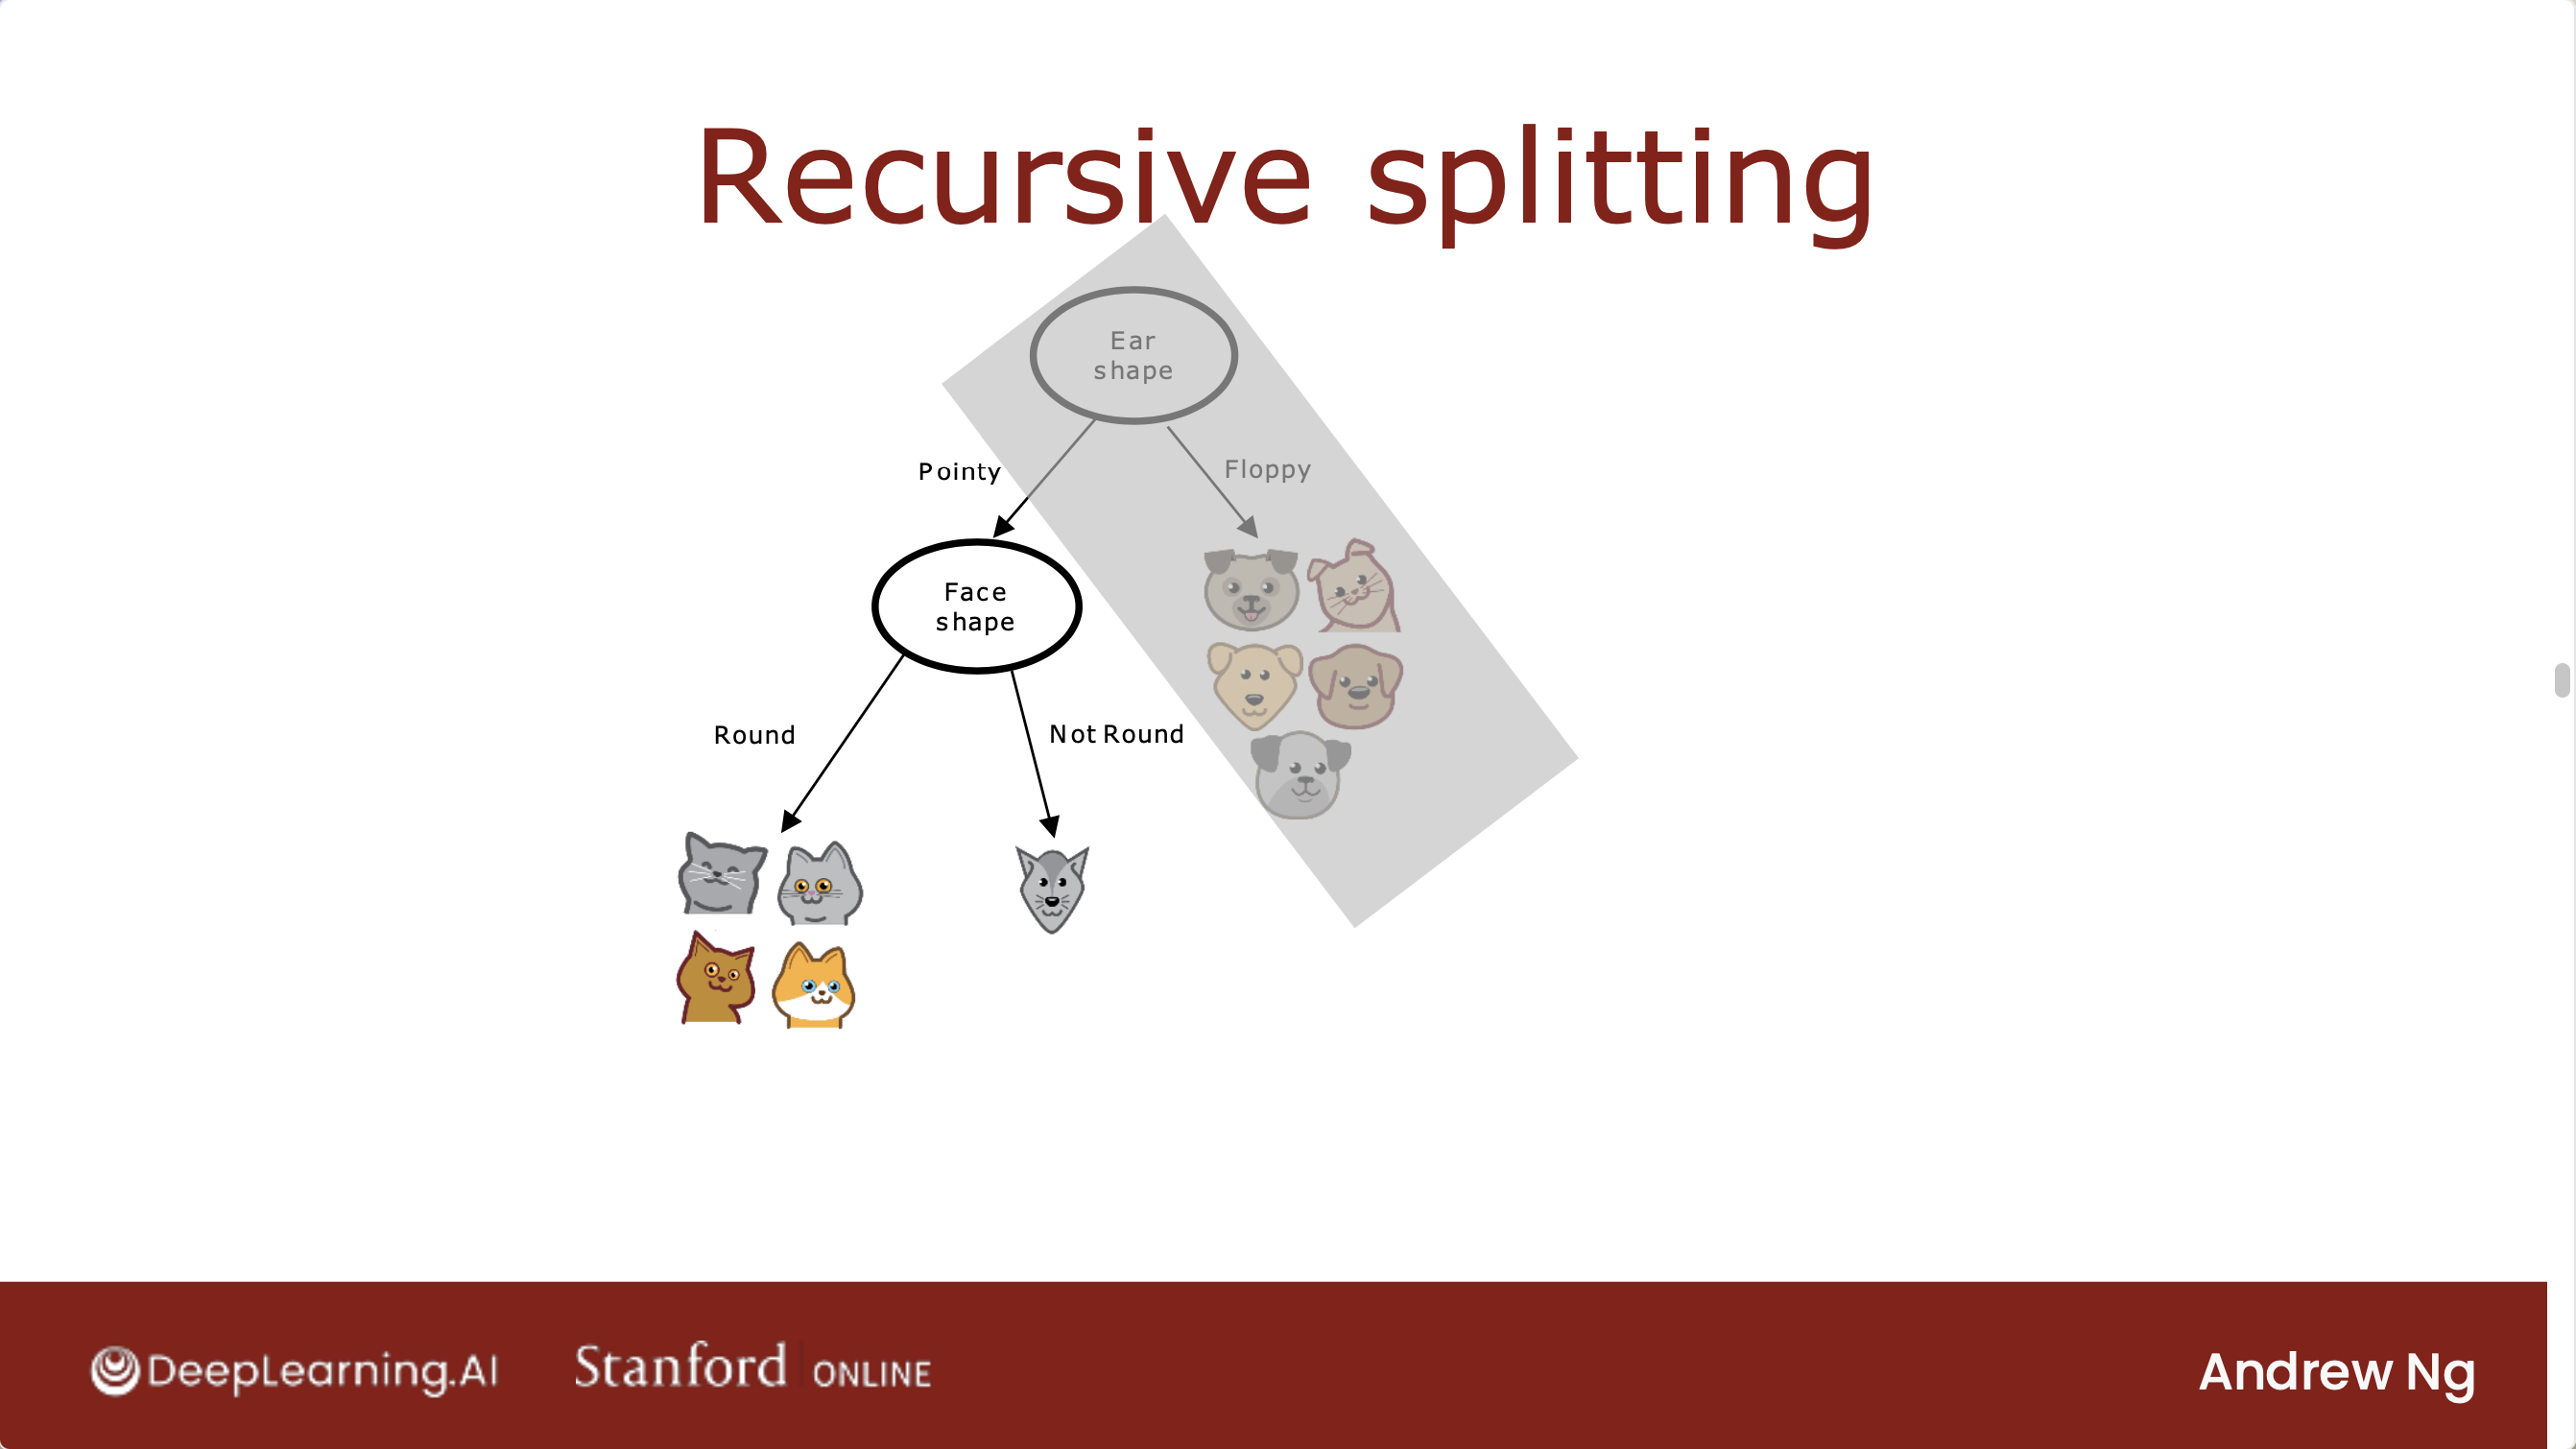 Recursive splitting
Ear
shape
Pointy
Floppy
Face
shape
Round
Not Round
DeepLearning.AI
Stanford ONLINE
Andrew Ng